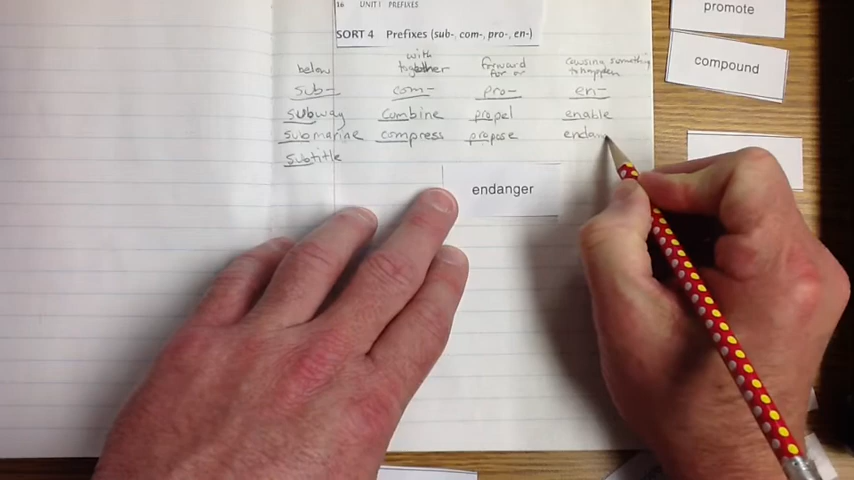 16 UNIT I PREFIXES
SORT 4 Prefixes (sub-, com-, pro-, en-)
below with together forward for or causing something to happen
sub- com- pro- en-
subway combine propel enable
submarine compress propose endan
subtitle
endanger
promote
compound